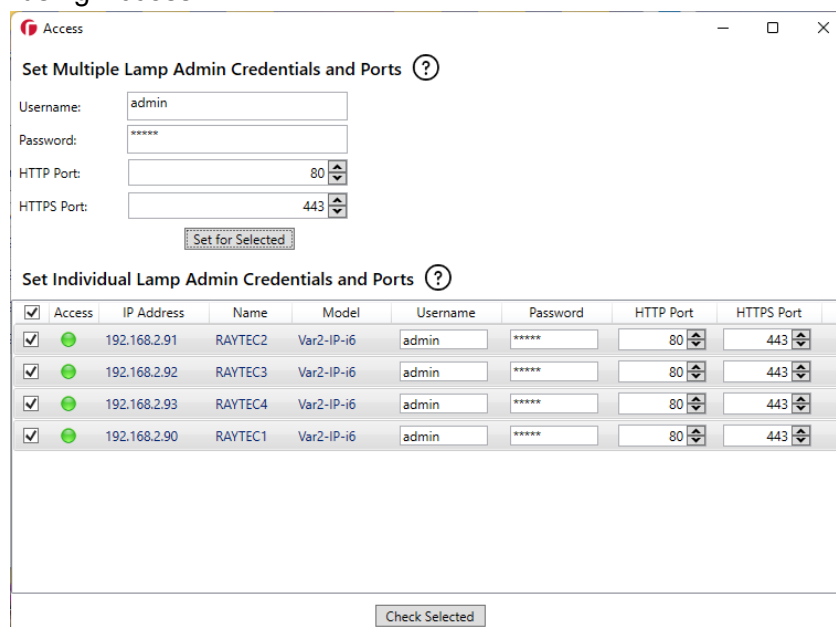 Access
Set Multiple Lamp Admin Credentials and Ports ?
Username: admin
Password: *****
HTTP Port: 80
HTTPS Port: 443
Set for Selected
Set Individual Lamp Admin Credentials and Ports ?
Access IP Address Name Model Username Password HTTP Port HTTPS Port
192.168.2.91 RAYTEC2 Var2-IP-i6 admin ***** 80 443
192.168.2.92 RAYTEC3 Var2-IP-i6 admin ***** 80 443
192.168.2.93 RAYTEC4 Var2-IP-i6 admin ***** 80 443
192.168.2.90 RAYTEC1 Var2-IP-i6 admin ***** 80 443
Check Selected